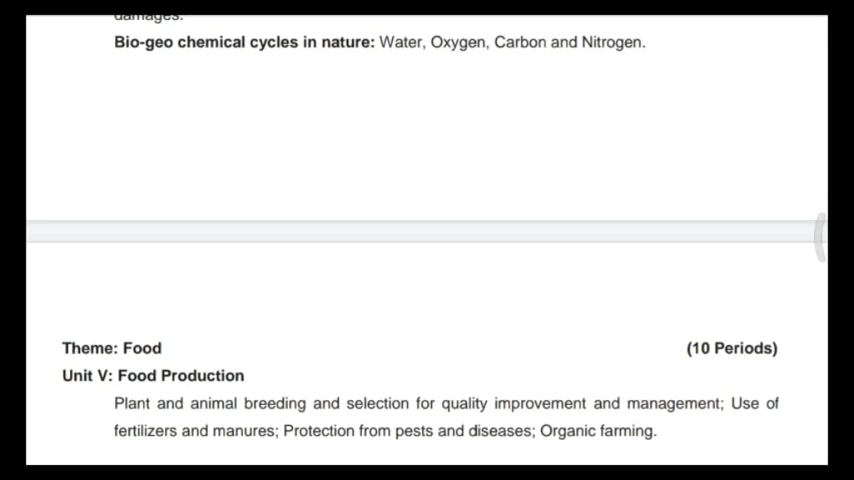 damages.
Bio-geo chemical cycles in nature: Water, Oxygen, Carbon and Nitrogen.
Theme: Food (10 Periods)
Unit V: Food Production
Plant and animal breeding and selection for quality improvement and management; Use of
fertilizers and manures; Protection from pests and diseases; Organic farming.